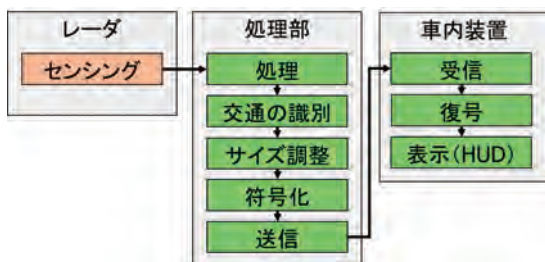 レーダ
センシング
処理部
処理
交通の識別
サイズ調整
符号化
送信
車内装置
受信
復号
表示(HUD)